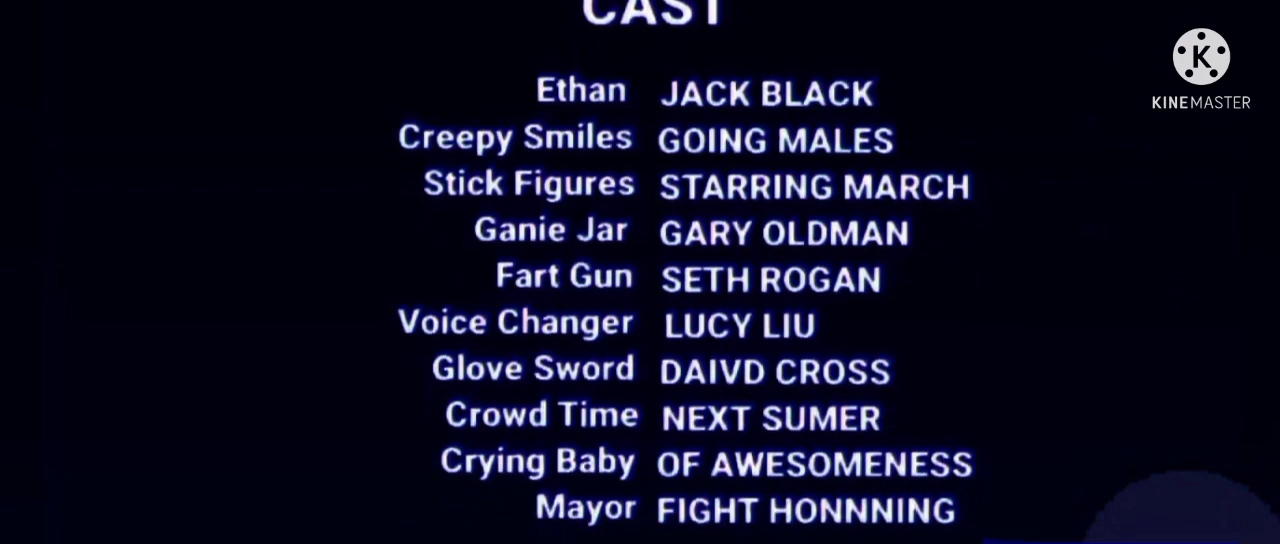 CAST
Ethan JACK BLACK
Creepy Smiles GOING MALES
Stick Figures STARRING MARCH
Ganie Jar GARY OLDMAN
Fart Gun SETH ROGAN
Voice Changer LUCY LIU
Glove Sword DAIVD CROSS
Crowd Time NEXT SUMER
Crying Baby OF AWESOMENESS
Mayor FIGHT HONNNING
K
KINEMASTER